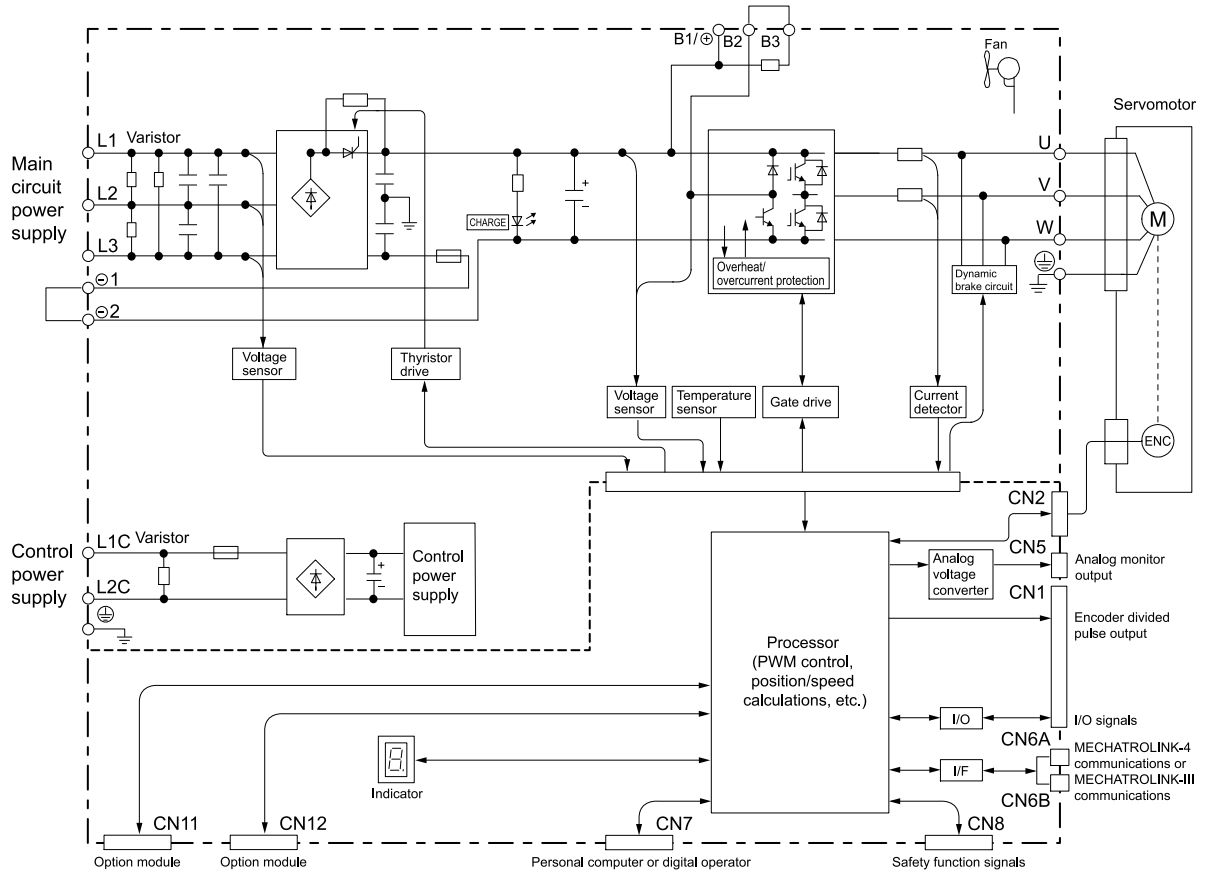 B1/⊕ B2 B3
Fan
Servomotor
Main
circuit
power
supply
L1 Varistor
L2
L3
⊖1
⊖2
CHARGE
+
–
Overheat/
overcurrent protection
U
V
W
M
Dynamic
brake circuit
Voltage
sensor
Thyristor
drive
Voltage
sensor
Temperature
sensor
Gate drive
Current
detector
ENC
Control
power
supply
L1C Varistor
L2C
+
–
Control
power
supply
Processor
(PWM control,
position/speed
calculations, etc.)
CN2
CN5
Analog
voltage
converter
Analog monitor
output
CN1
Encoder divided
pulse output
I/O
I/O signals
CN6A
I/F
CN6B
MECHATROLINK-4
communications or
MECHATROLINK-III
communications
8.
Indicator
CN11
Option module
CN12
Option module
CN7
Personal computer or digital operator
CN8
Safety function signals